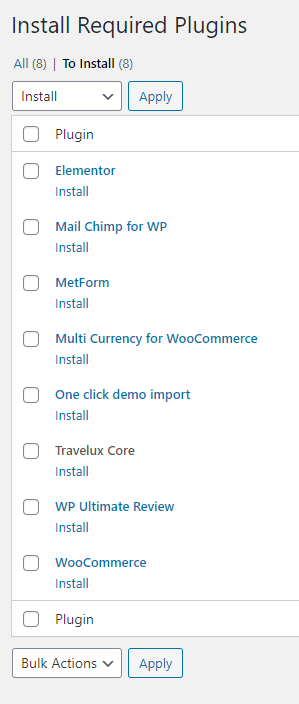 Install Required Plugins
All (8) | To Install (8)
Install Apply
Plugin
Elementor
Install
Mail Chimp for WP
Install
MetForm
Install
Multi Currency for WooCommerce
Install
One click demo import
Install
Travelux Core
Install
WP Ultimate Review
Install
WooCommerce
Install
Plugin
Bulk Actions Apply